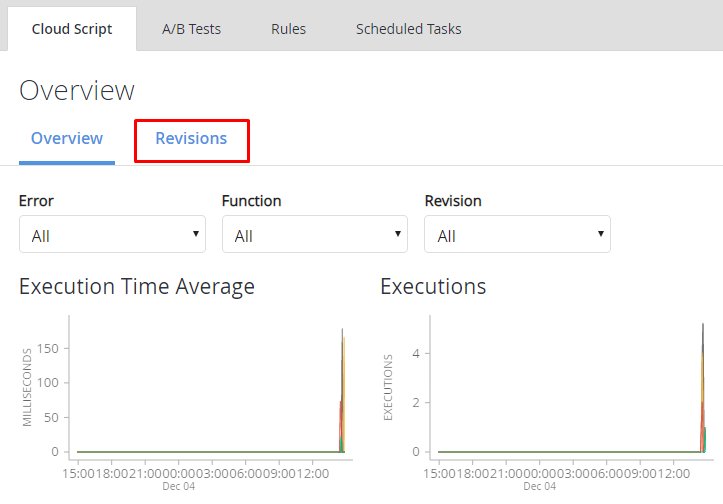 Cloud Script A/B Tests Rules Scheduled Tasks
Overview
Overview Revisions
Error Function Revision
All All All
Execution Time Average Executions
MILLISECONDS
150
100
50
0
15:00 18:00 21:00 00:00 03:00 06:00 09:00 12:00
Dec 04
EXECUTIONS
4
2
0
15:00 18:00 21:00 00:00 03:00 06:00 09:00 12:00
Dec 04